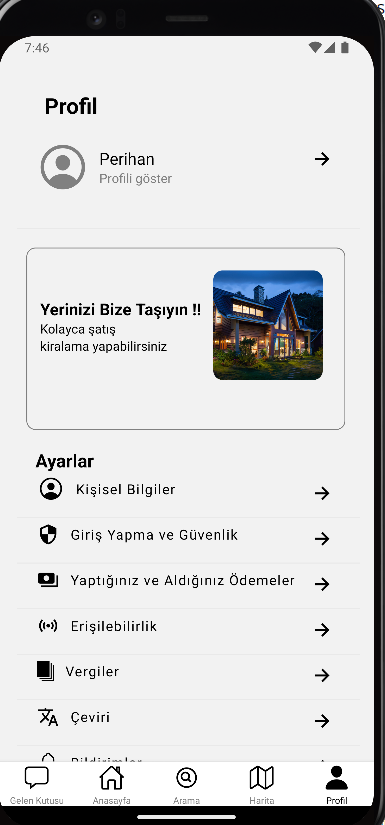 7:46
Profil
Perihan
Profili göster
Yerinizi Bize Taşıyın !!
Kolayca şatış
kiralama yapabilirsiniz
Ayarlar
Kişisel Bilgiler
Giriş Yapma ve Güvenlik
Yaptığınız ve Aldığınız Ödemeler
Erişilebilirlik
Vergiler
Çeviri
Bildirimler
Gelen Kutusu
Anasayfa
Arama
Harita
Profil